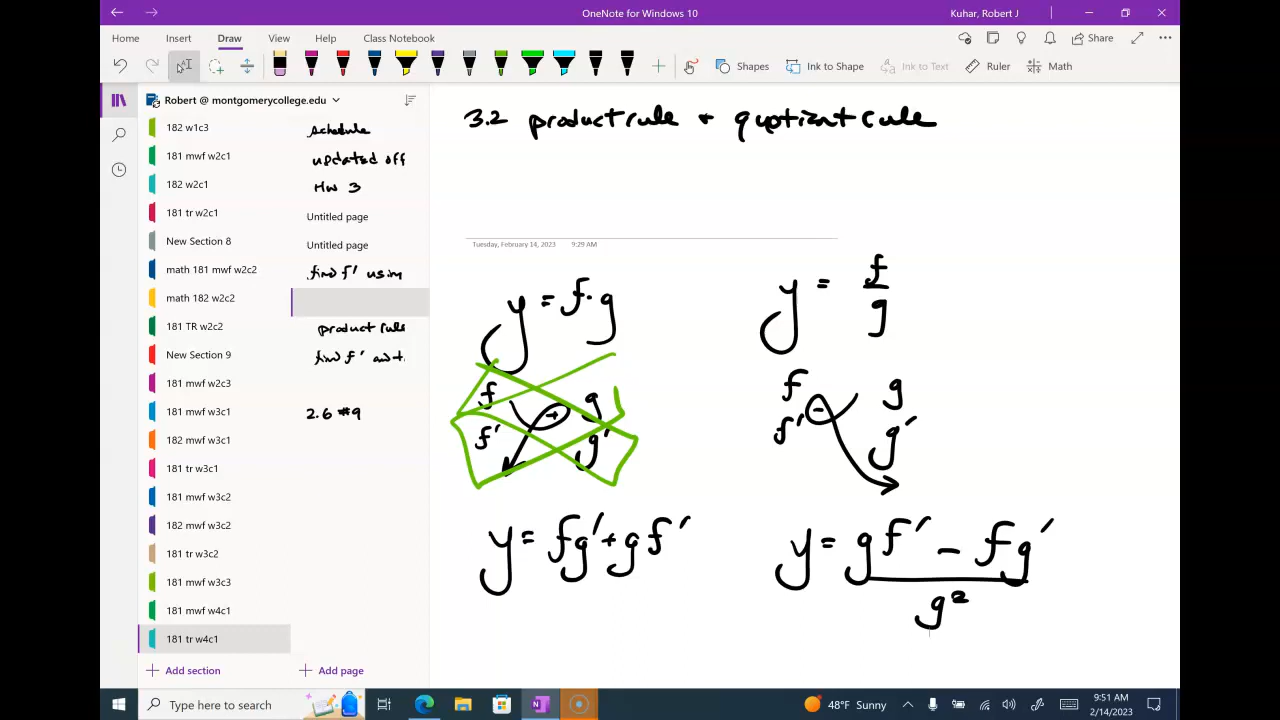 OneNote for Windows 10
Kuhar, Robert J
Home Insert Draw View Help Class Notebook Share
Shapes Ink to Shape Ink to Text Ruler Math
Robert @ montgomerycollege.edu
182 w1c3
181 mwf w2c1
182 w2c1
181 tr w2c1
New Section 8
math 181 mwf w2c2
math 182 w2c2
181 TR w2c2
New Section 9
181 mwf w2c3
181 mwf w3c1
182 mwf w3c1
181 tr w3c1
181 mwf w3c2
182 mwf w3c2
181 tr w3c2
181 mwf w3c3
181 mwf w4c1
181 tr w4c1
Add section
schedule
updated off
HW 3
Untitled page
Untitled page
find f' using
product rule
find f' and t
2.6 #9
Add page
3.2 product rule + quotient rule
Tuesday, February 14, 2023 9:29 AM
y = f · g
f g
+
f' g'
y = fg' + gf'
y = f
g
f g
-
f' g'
y = gf' - fg'
g²
Type here to search
48°F Sunny
9:51 AM
2/14/2023